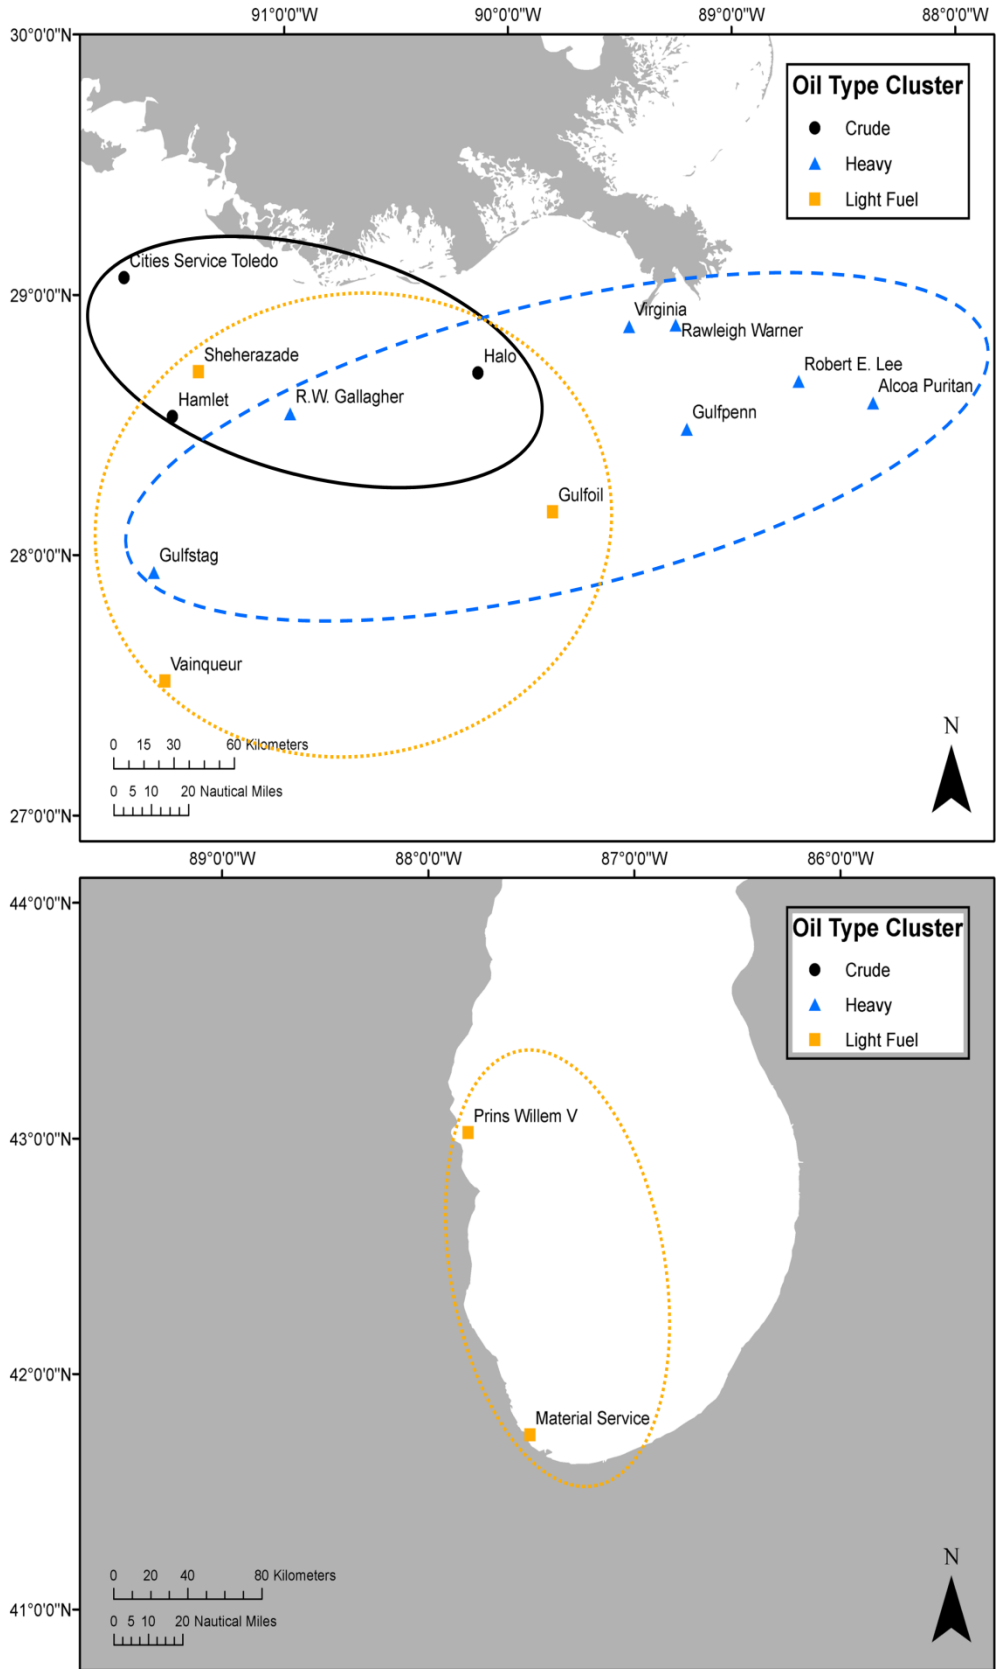 91°0'0"W 90°0'0"W 89°0'0"W 88°0'0"W
30°0'0"N
Oil Type Cluster
Crude
Heavy
Light Fuel
Cities Service Toledo
29°0'0"N
Virginia
Rawleigh Warner
Sheherazade
Halo
Robert E. Lee
Hamlet
R.W. Gallagher
Alcoa Puritan
Gulfpenn
Gulfoil
28°0'0"N
Gulfstag
Vainqueur
N
0 15 30 60 Kilometers
0 5 10 20 Nautical Miles
27°0'0"N
89°0'0"W 88°0'0"W 87°0'0"W 86°0'0"W
44°0'0"N
Oil Type Cluster
Crude
Heavy
Light Fuel
Prins Willem V
43°0'0"N
42°0'0"N
Material Service
N
0 20 40 80 Kilometers
41°0'0"N
0 5 10 20 Nautical Miles